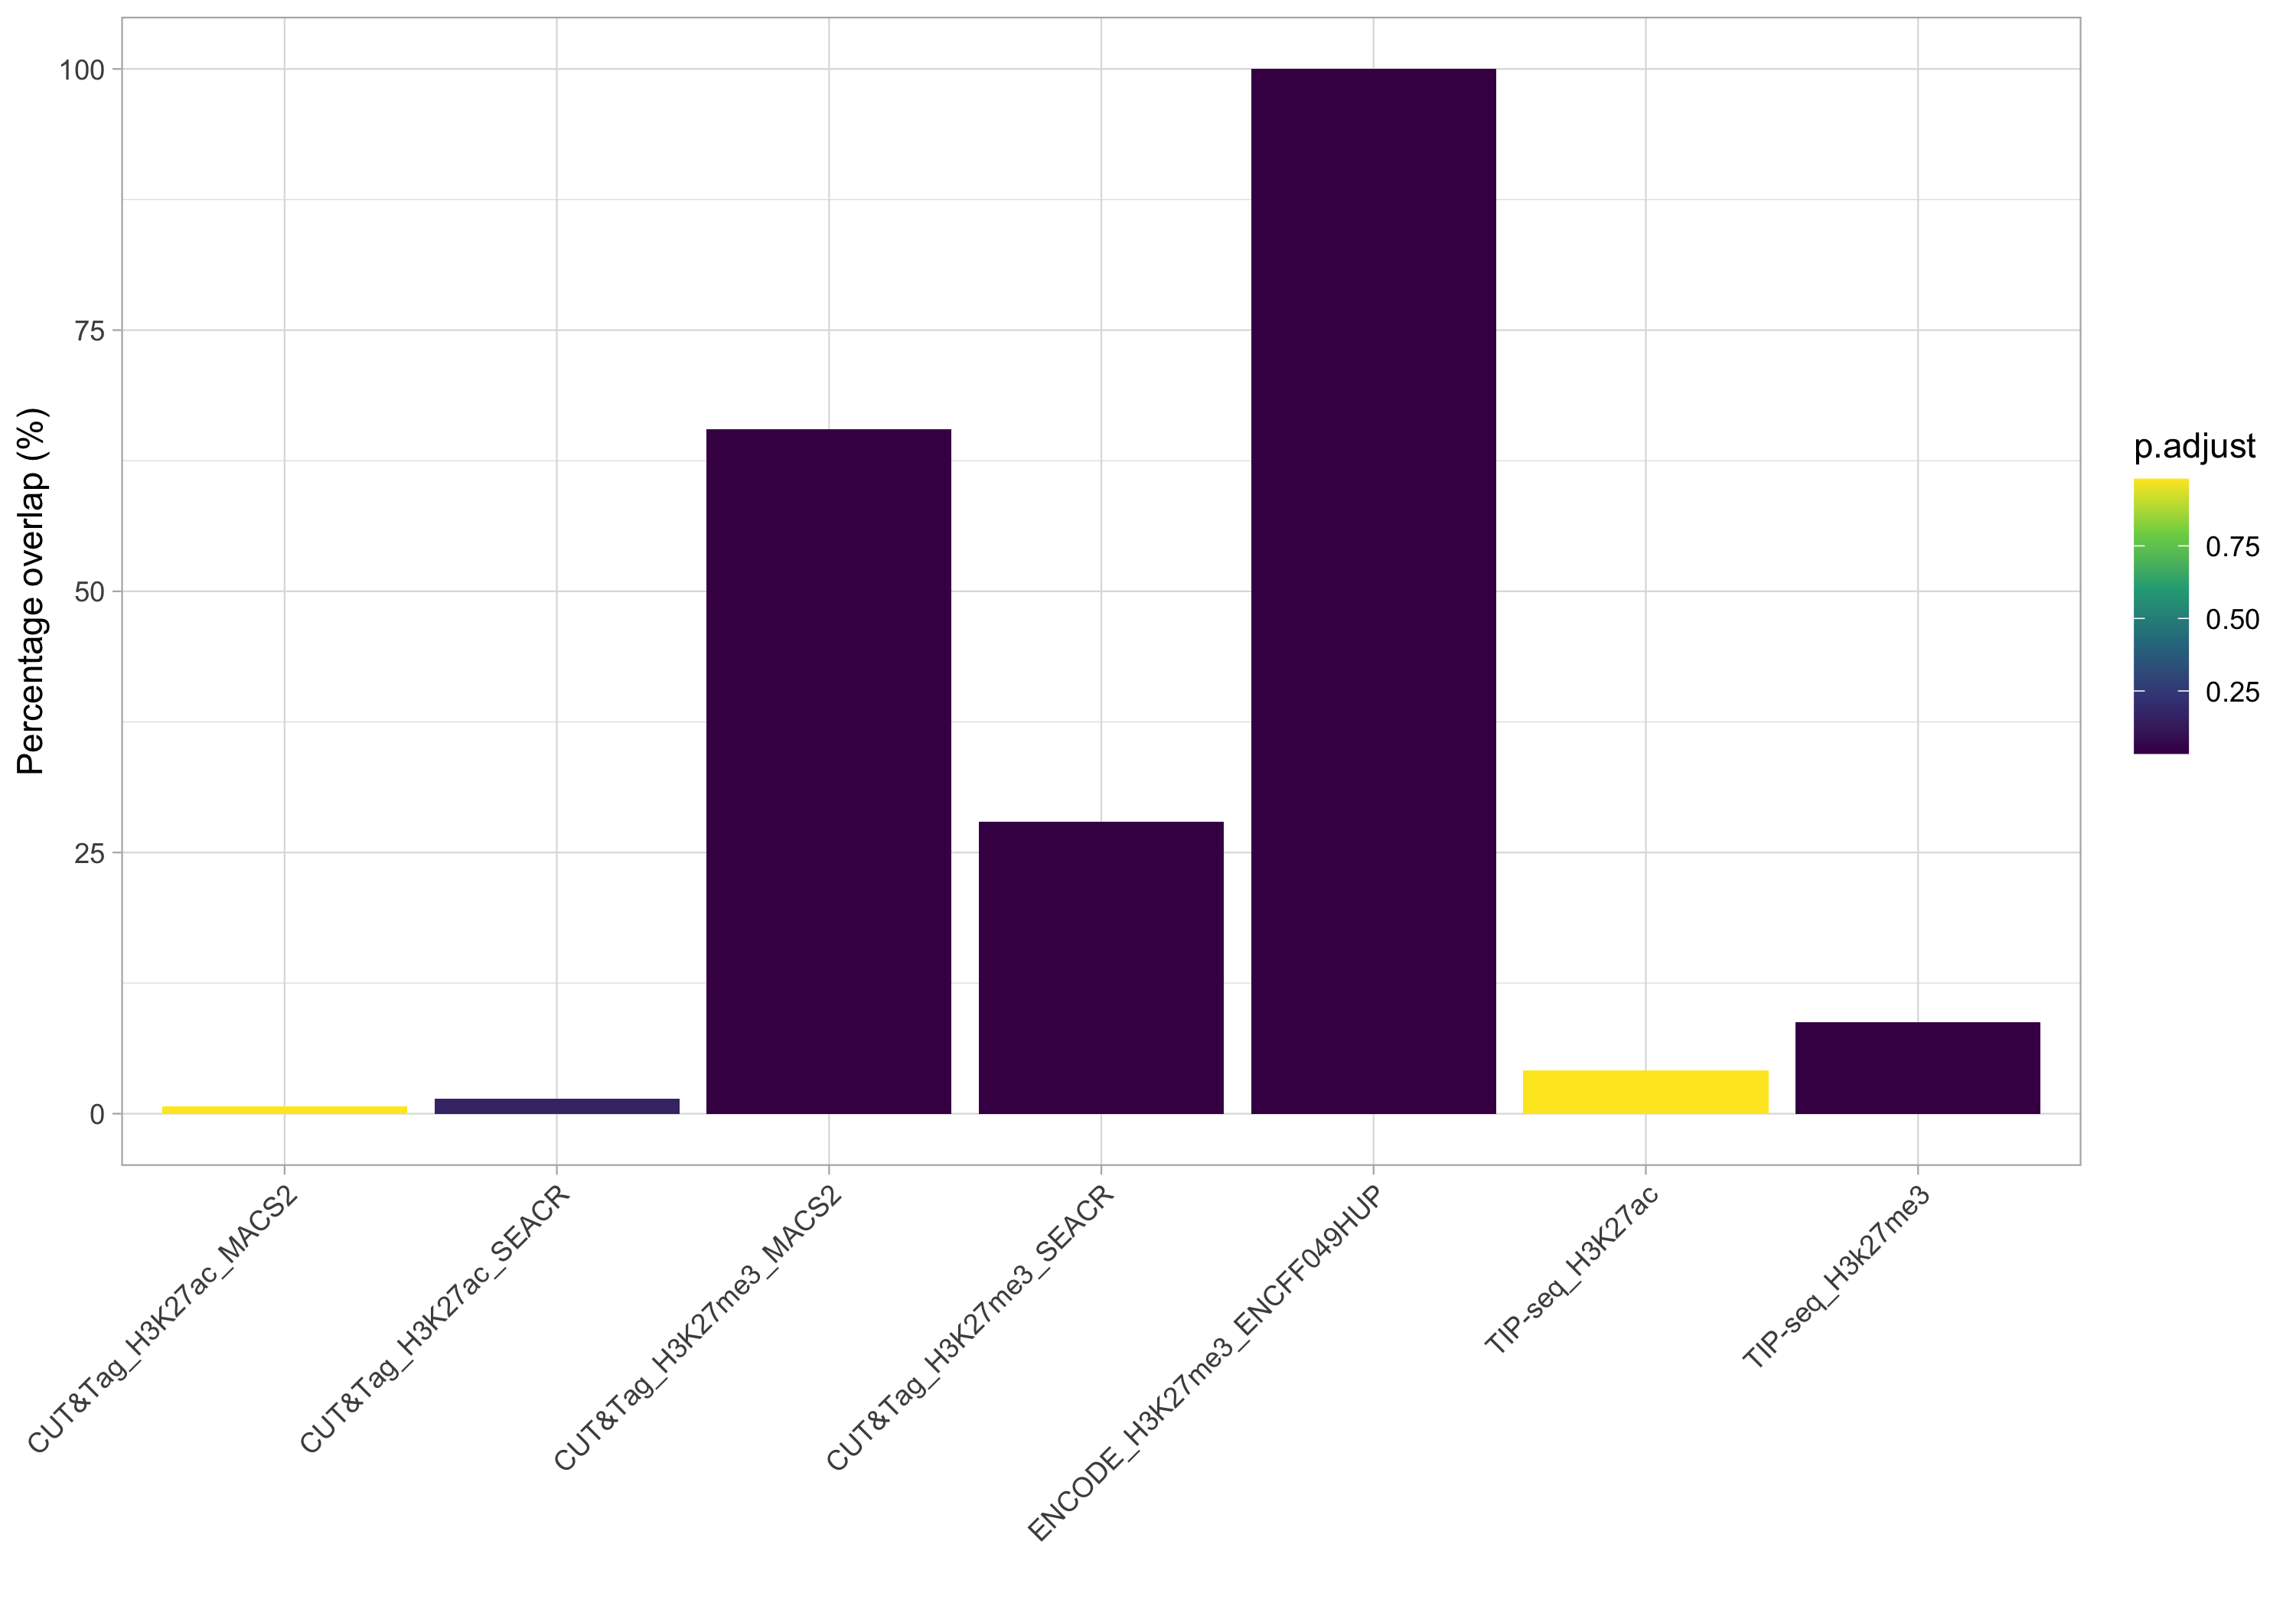 Percentage overlap (%)
100
75
50
25
0
CUT&Tag_H3K27ac_MACS2
CUT&Tag_H3K27ac_SEACR
CUT&Tag_H3K27me3_MACS2
CUT&Tag_H3K27me3_SEACR
ENCODE_H3K27me3_ENCFF049HUP
TIP-seq_H3K27ac
TIP-seq_H3k27me3
p.adjust
0.75
0.50
0.25